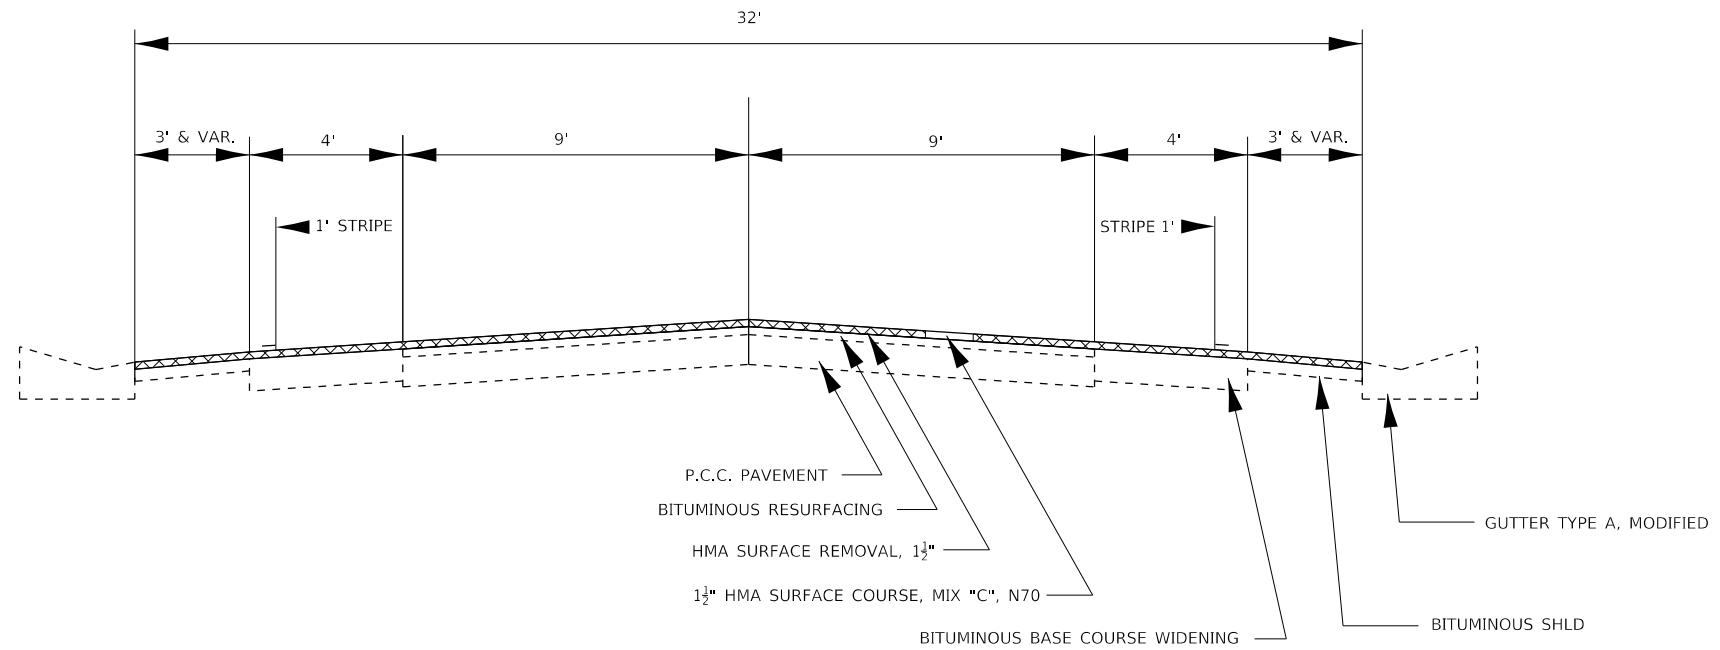 32'
3' & VAR.
4'
9'
9'
4'
3' & VAR.
1' STRIPE
STRIPE 1'
P.C.C. PAVEMENT
BITUMINOUS RESURFACING
GUTTER TYPE A, MODIFIED
HMA SURFACE REMOVAL, 1½"
1½" HMA SURFACE COURSE, MIX "C", N70
BITUMINOUS SHLD
BITUMINOUS BASE COURSE WIDENING